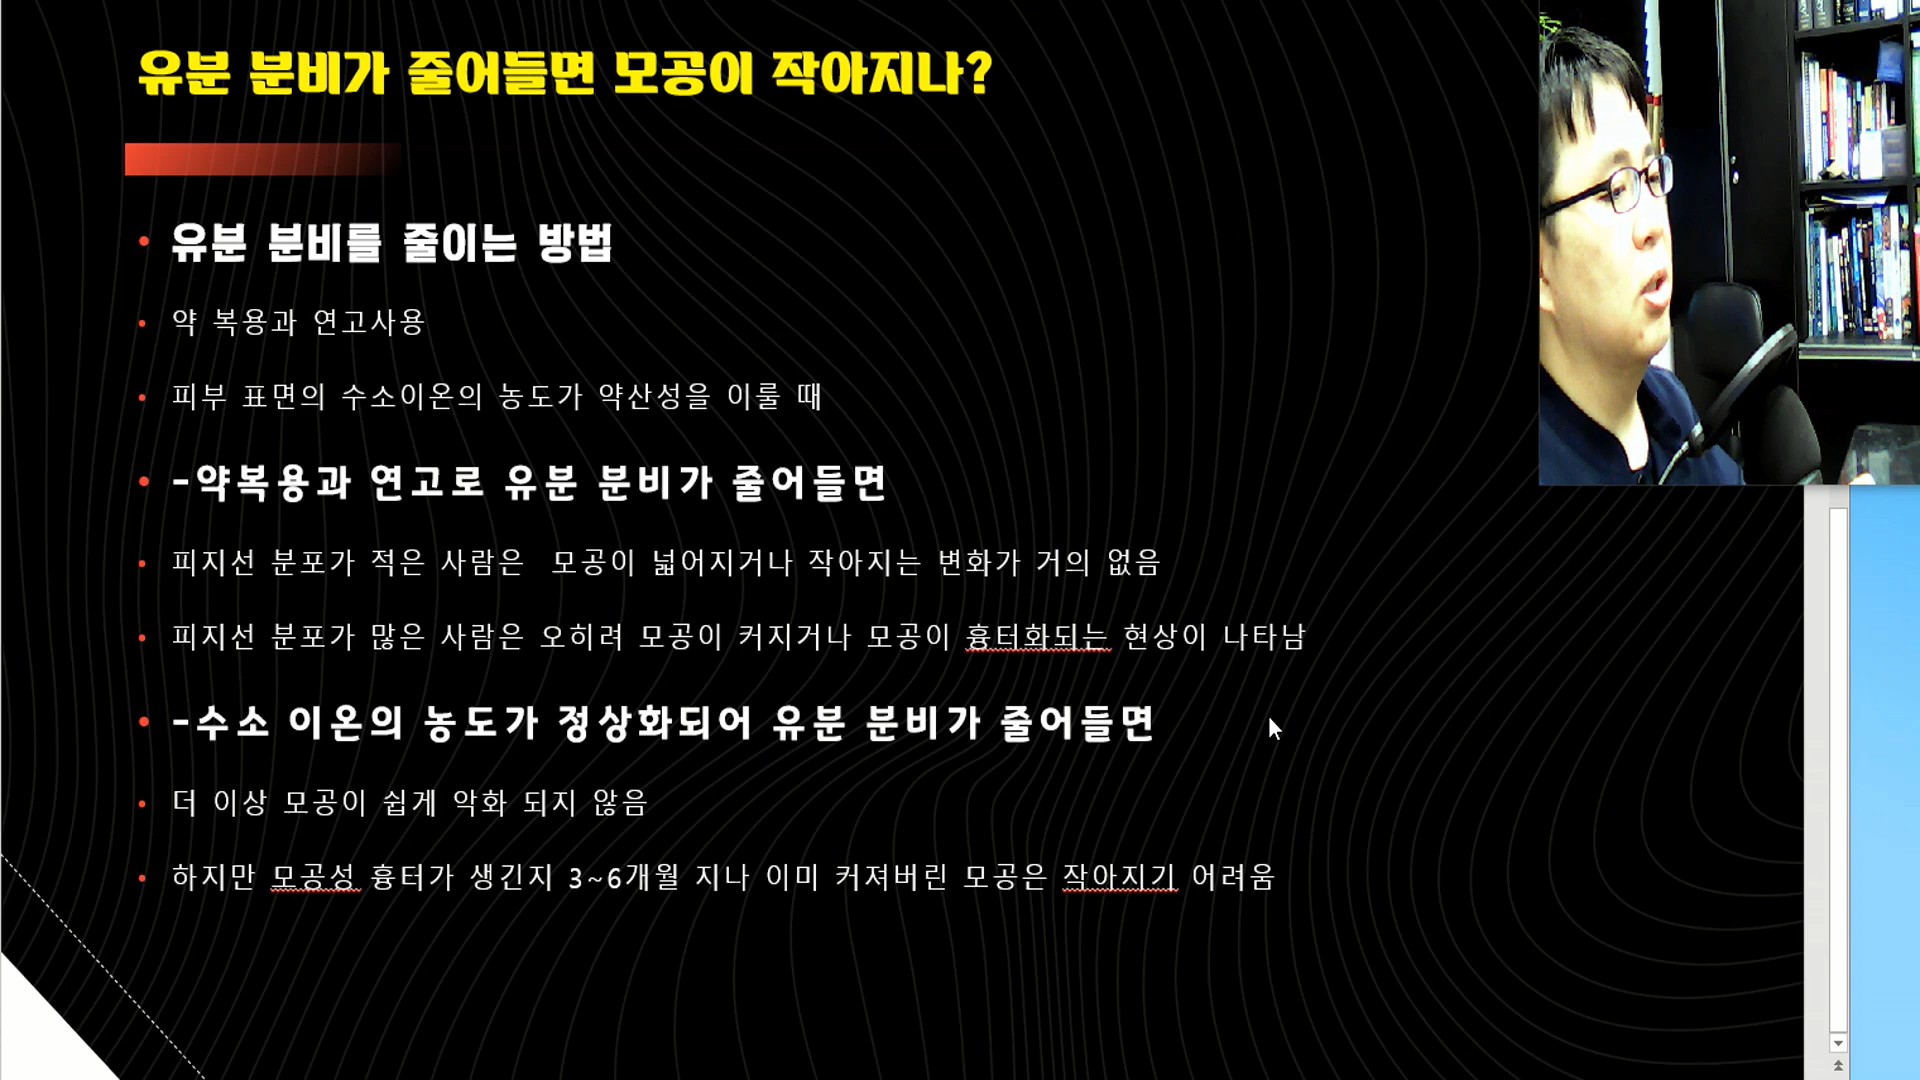 유분 분비가 줄어들면 모공이 작아지나?
유분 분비를 줄이는 방법
약 복용과 연고사용
피부 표면의 수소이온의 농도가 약산성을 이룰 때
-약복용과 연고로 유분 분비가 줄어들면
피지선 분포가 적은 사람은 모공이 넓어지거나 작아지는 변화가 거의 없음
피지선 분포가 많은 사람은 오히려 모공이 커지거나 모공이 흉터화되는 현상이 나타남
-수소 이온의 농도가 정상화되어 유분 분비가 줄어들면
더 이상 모공이 쉽게 악화 되지 않음
하지만 모공성 흉터가 생긴지 3~6개월 지나 이미 커져버린 모공은 작아지기 어려움